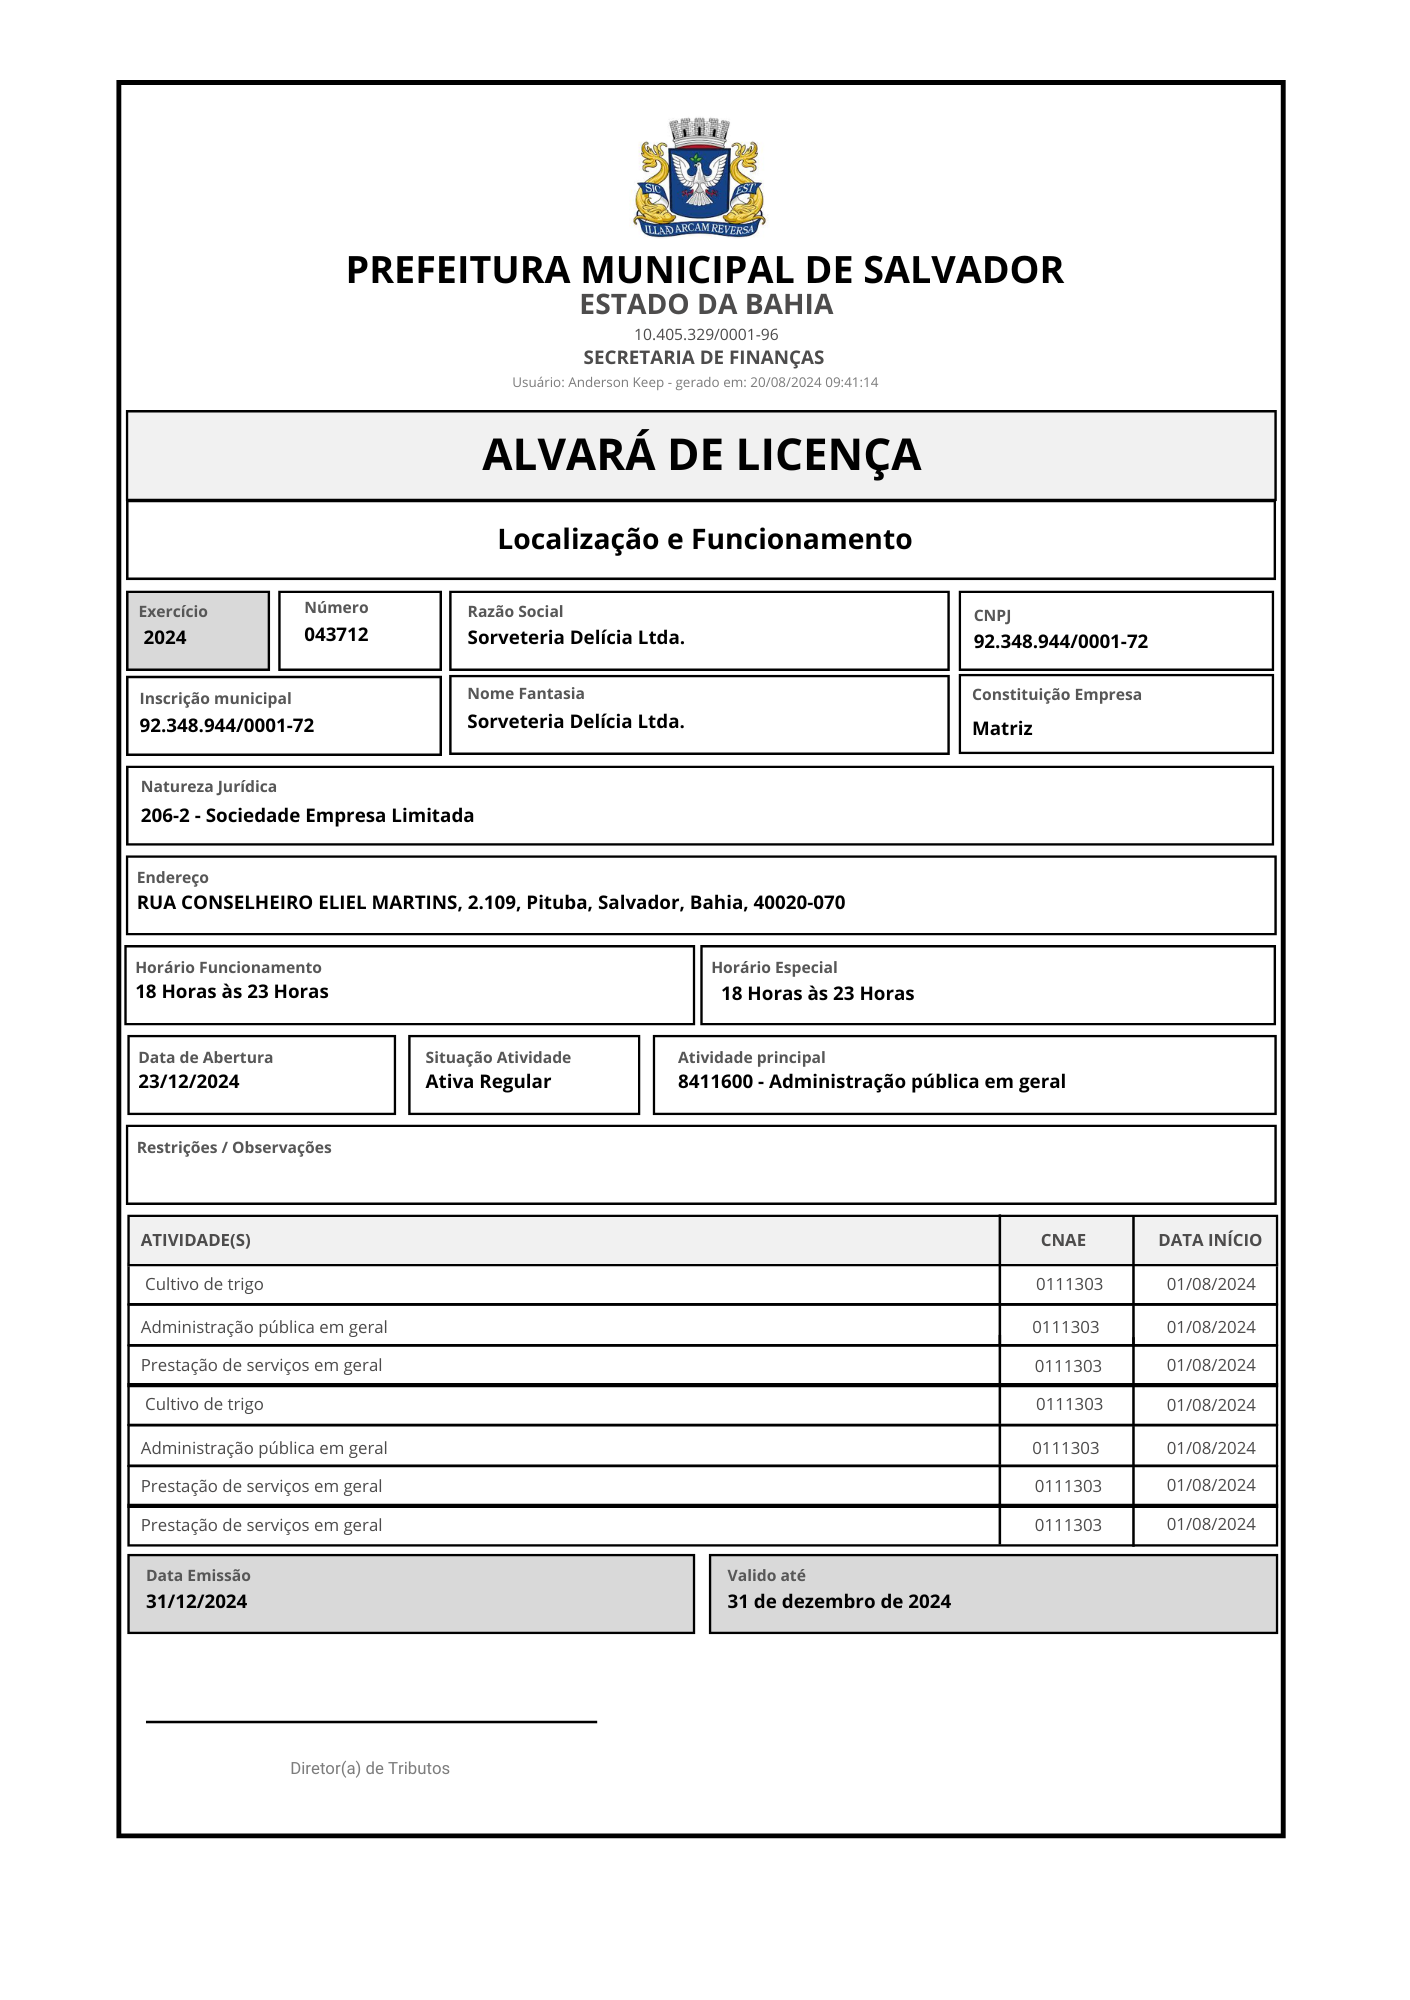 SIC EST
ILLA AD ARCAM REVERSA
PREFEITURA MUNICIPAL DE SALVADOR
ESTADO DA BAHIA
10.405.329/0001-96
SECRETARIA DE FINANÇAS
Usuário: Anderson Keep - gerado em: 20/08/2024 09:41:14
ALVARÁ DE LICENÇA
Localização e Funcionamento
Exercício
2024
Número
043712
Razão Social
Sorveteria Delícia Ltda.
CNPJ
92.348.944/0001-72
Inscrição municipal
92.348.944/0001-72
Nome Fantasia
Sorveteria Delícia Ltda.
Constituição Empresa
Matriz
Natureza Jurídica
206-2 - Sociedade Empresa Limitada
Endereço
RUA CONSELHEIRO ELIEL MARTINS, 2.109, Pituba, Salvador, Bahia, 40020-070
Horário Funcionamento
18 Horas às 23 Horas
Horário Especial
18 Horas às 23 Horas
Data de Abertura
23/12/2024
Situação Atividade
Ativa Regular
Atividade principal
8411600 - Administração pública em geral
Restrições / Observações
ATIVIDADE(S) CNAE DATA INÍCIO
Cultivo de trigo 0111303 01/08/2024
Administração pública em geral 0111303 01/08/2024
Prestação de serviços em geral 0111303 01/08/2024
Cultivo de trigo 0111303 01/08/2024
Administração pública em geral 0111303 01/08/2024
Prestação de serviços em geral 0111303 01/08/2024
Prestação de serviços em geral 0111303 01/08/2024
Data Emissão
31/12/2024
Valido até
31 de dezembro de 2024
Diretor(a) de Tributos